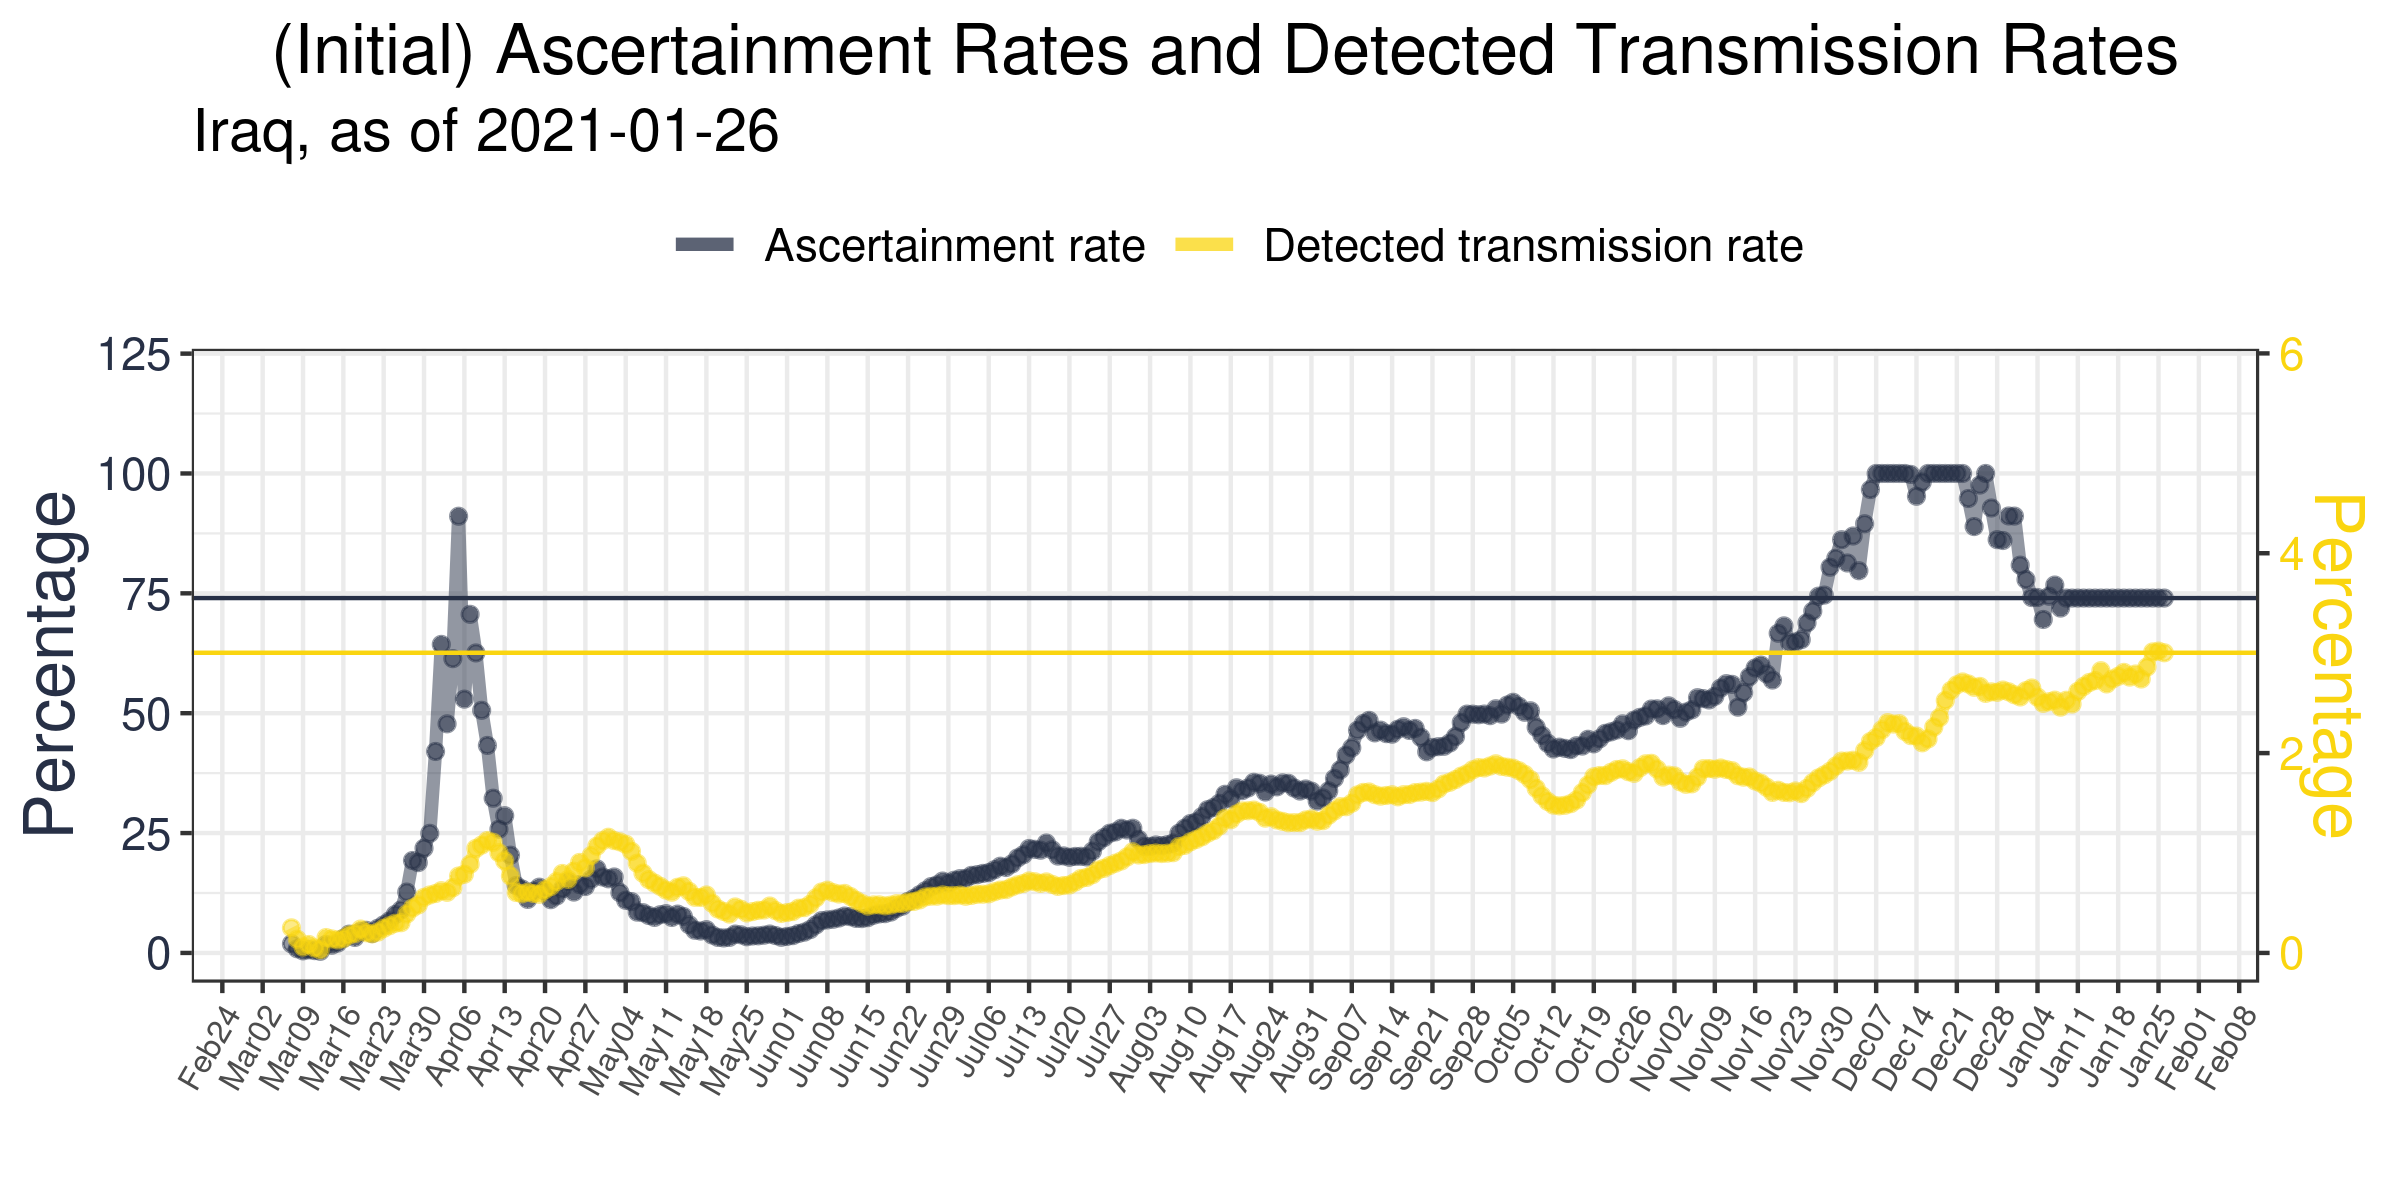 (Initial) Ascertainment Rates and Detected Transmission Rates
Iraq, as of 2021-01-26
Ascertainment rate Detected transmission rate
Percentage
125
100
75
50
25
0
6
4
2
0
Percentage
Feb24 Mar02 Mar09 Mar16 Mar23 Mar30 Apr06 Apr13 Apr20 Apr27 May04 May11 May18 May25 Jun01 Jun08 Jun15 Jun22 Jun29 Jul06 Jul13 Jul20 Jul27 Aug03 Aug10 Aug17 Aug24 Aug31 Sep07 Sep14 Sep21 Sep28 Oct05 Oct12 Oct19 Oct26 Nov02 Nov09 Nov16 Nov23 Nov30 Dec07 Dec14 Dec21 Dec28 Jan04 Jan11 Jan18 Jan25 Feb01 Feb08